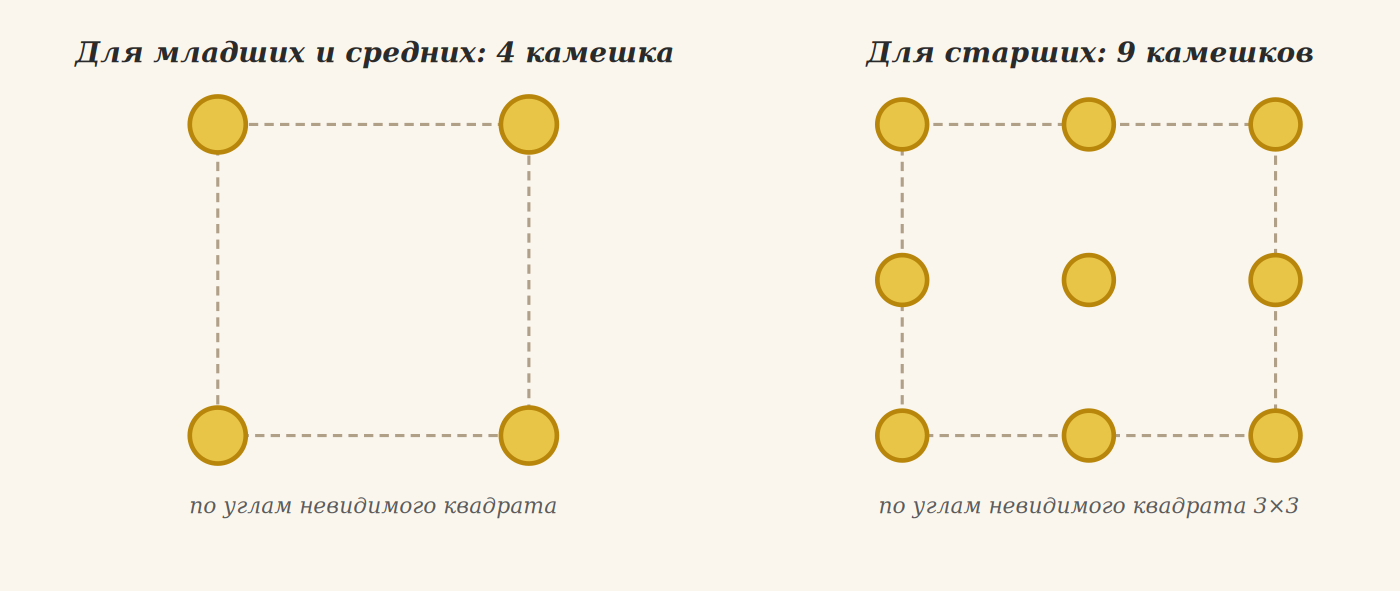 Для младших и средних: 4 камешка
Для старших: 9 камешков
по углам невидимого квадрата
по углам невидимого квадрата 3×3